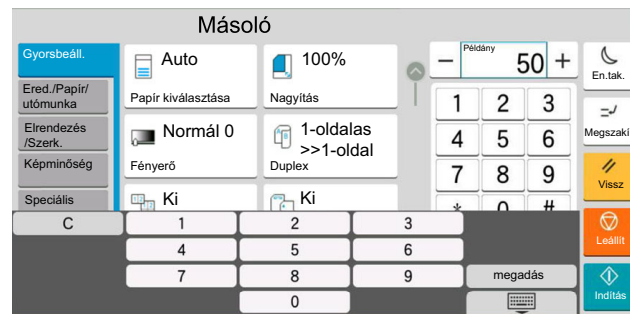 Másoló
Gyorsbeáll.
Ered./Papír/
utómunka
Elrendezés
/Szerk.
Képminőség
Speciális
Auto
Papír kiválasztása
100%
Nagyítás
Normál 0
Fényerő
1-oldalas
>>1-oldal
Duplex
Ki
Ki
Példány
− 50 +
1 2 3
4 5 6
7 8 9
* 0 #
En.tak.
Megszakí
Vissz
Leállít
Indítás
C 1 2 3
4 5 6
7 8 9 megadás
0